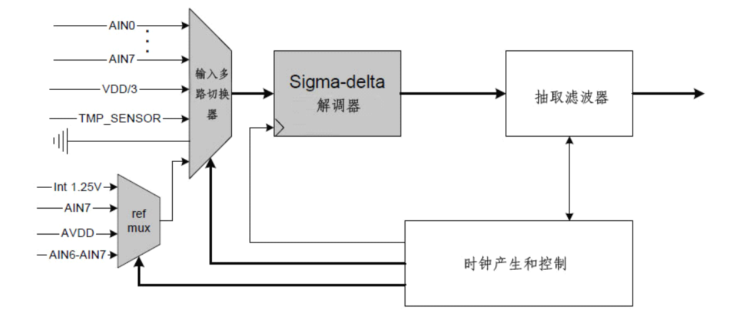 AIN0
AIN7
VDD/3
TMP_SENSOR
输入多
路切换
器
Sigma-delta
解调器
抽取滤波器
Int 1.25V
AIN7
AVDD
AIN6-AIN7
ref
mux
时钟产生和控制